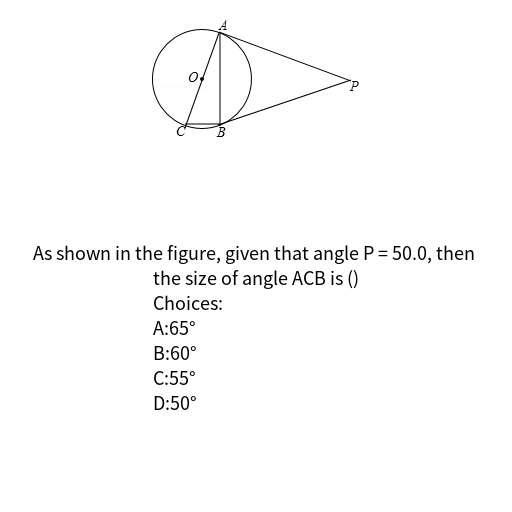 A
O
P
C
B
As shown in the figure, given that angle P = 50.0, then
the size of angle ACB is ()
Choices:
A:65°
B:60°
C:55°
D:50°